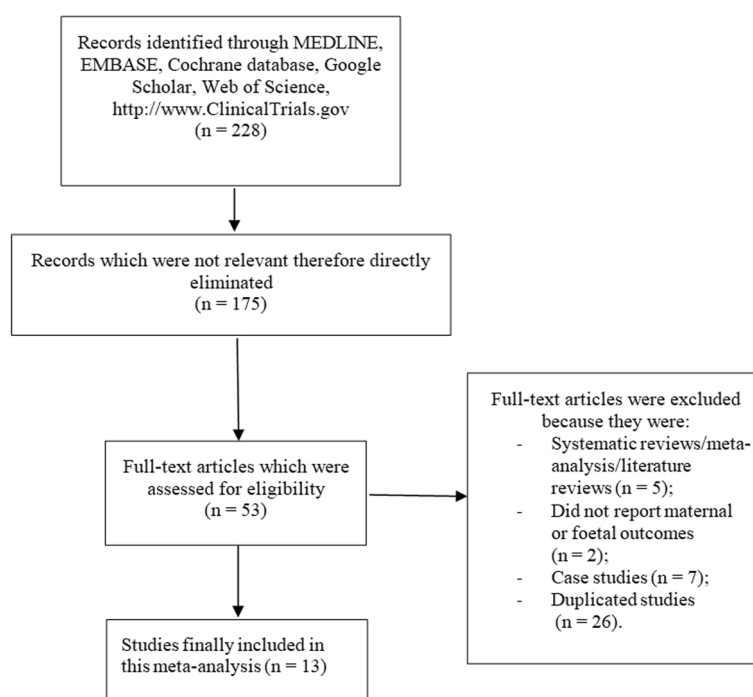 Records identified through MEDLINE,
EMBASE, Cochrane database, Google
Scholar, Web of Science,
http://www.ClinicalTrials.gov
(n = 228)
Records which were not relevant therefore directly
eliminated
(n = 175)
Full-text articles which were
assessed for eligibility
(n = 53)
Full-text articles were excluded
because they were:
- Systematic reviews/meta-
analysis/literature
reviews (n = 5);
- Did not report maternal
or foetal outcomes
(n = 2);
- Case studies (n = 7);
- Duplicated studies
(n = 26).
Studies finally included in
this meta-analysis (n = 13)